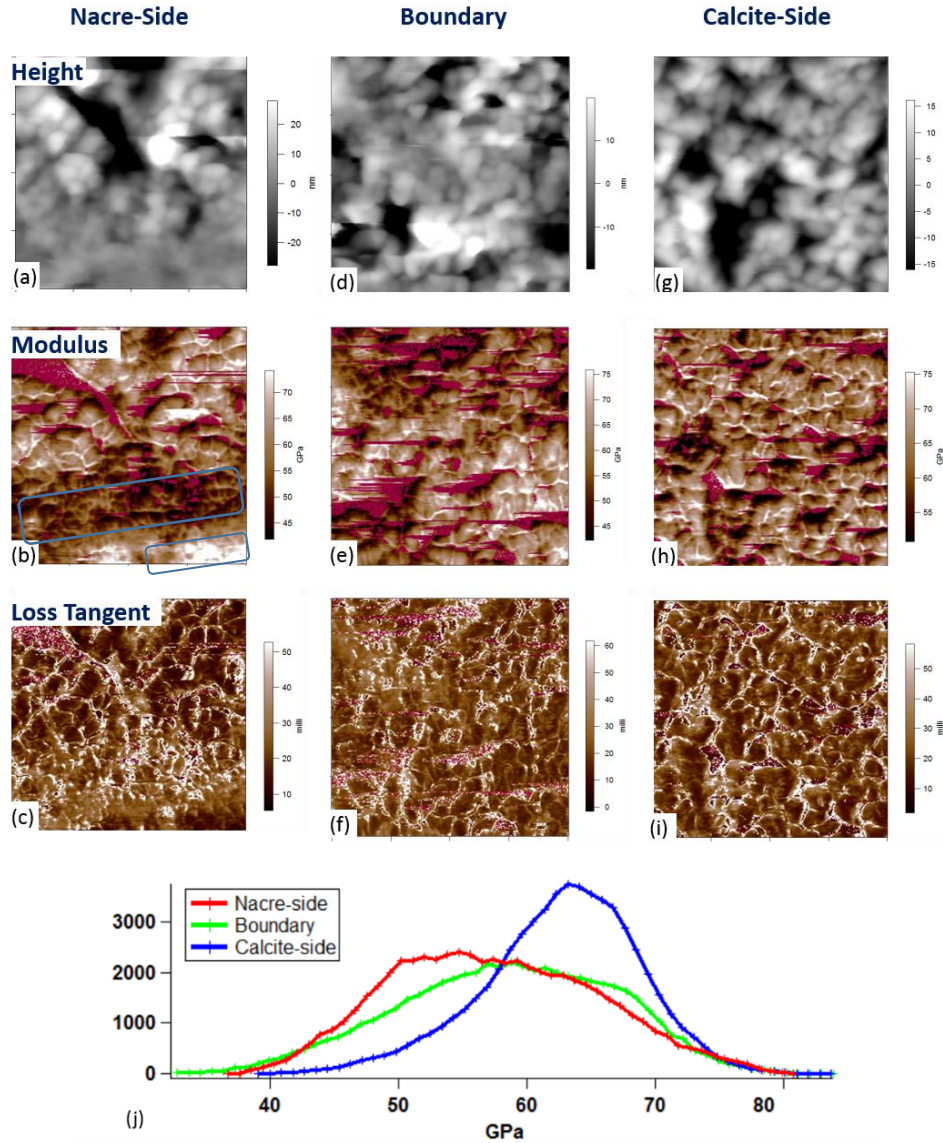 Nacre-Side Boundary Calcite-Side
Height
20
10
0
-10
-20
nm
(a)
10
0
-10
nm
(d)
15
10
5
0
-5
-10
-15
(g)
Modulus
70
65
60
55
50
45
GPa
(b)
75
70
65
60
55
50
45
GPa
(e)
75
70
65
60
55
GPa
(h)
Loss Tangent
50
40
30
20
10
milli
(c)
60
50
40
30
20
10
0
milli
(f)
50
40
30
20
10
milli
(i)
Nacre-side
Boundary
Calcite-side
3000
2000
1000
0
40 50 60 70 80
GPa
(j)